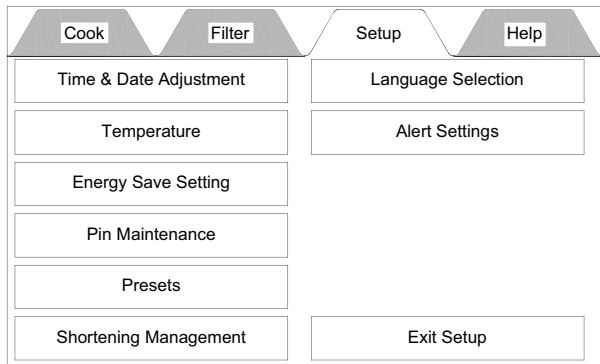 Cook Filter Setup Help
Time & Date Adjustment Language Selection
Temperature Alert Settings
Energy Save Setting
Pin Maintenance
Presets
Shortening Management Exit Setup